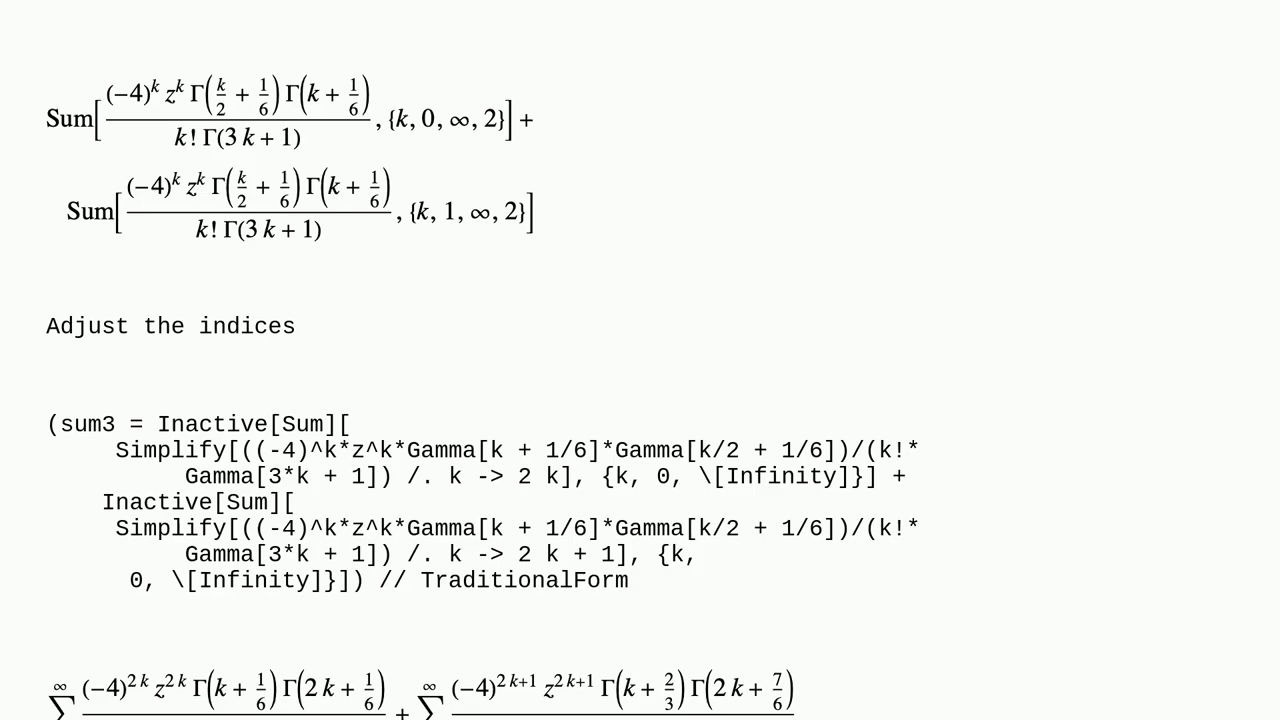 Sum[((-4)^k z^k Γ(k/2 + 1/6) Γ(k + 1/6))/(k! Γ(3 k + 1)), {k, 0, ∞, 2}] +
Sum[((-4)^k z^k Γ(k/2 + 1/6) Γ(k + 1/6))/(k! Γ(3 k + 1)), {k, 1, ∞, 2}]
Adjust the indices
(sum3 = Inactive[Sum][
Simplify[((-4)^k*z^k*Gamma[k + 1/6]*Gamma[k/2 + 1/6])/(k!*
Gamma[3*k + 1]) /. k -> 2 k], {k, 0, \[Infinity]}] +
Inactive[Sum][
Simplify[((-4)^k*z^k*Gamma[k + 1/6]*Gamma[k/2 + 1/6])/(k!*
Gamma[3*k + 1]) /. k -> 2 k + 1], {k,
0, \[Infinity]}]) // TraditionalForm
∑ ∞ (-4)^(2 k) z^(2 k) Γ(k + 1/6) Γ(2 k + 1/6) + ∑ ∞ (-4)^(2 k+1) z^(2 k+1) Γ(k + 2/3) Γ(2 k + 7/6)